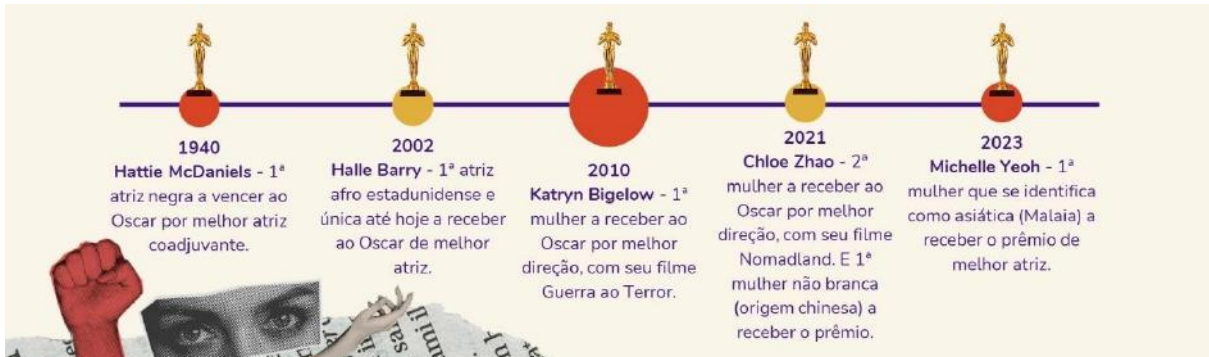 1940
Hattie McDaniels - 1ª
atriz negra a vencer ao
Oscar por melhor atriz
coadjuvante.
2002
Halle Barry - 1ª atriz
afro estadunidense e
única até hoje a receber
ao Oscar de melhor
atriz.
2010
Katryn Bigelow - 1ª
mulher a receber ao
Oscar por melhor
direção, com seu filme
Guerra ao Terror.
2021
Chloe Zhao - 2ª
mulher a receber ao
Oscar por melhor
direção, com seu filme
Nomadland. E 1ª
mulher não branca
(origem chinesa) a
receber o prêmio.
2023
Michelle Yeoh - 1ª
mulher que se identifica
como asiática (Malaia) a
receber o prêmio de
melhor atriz.